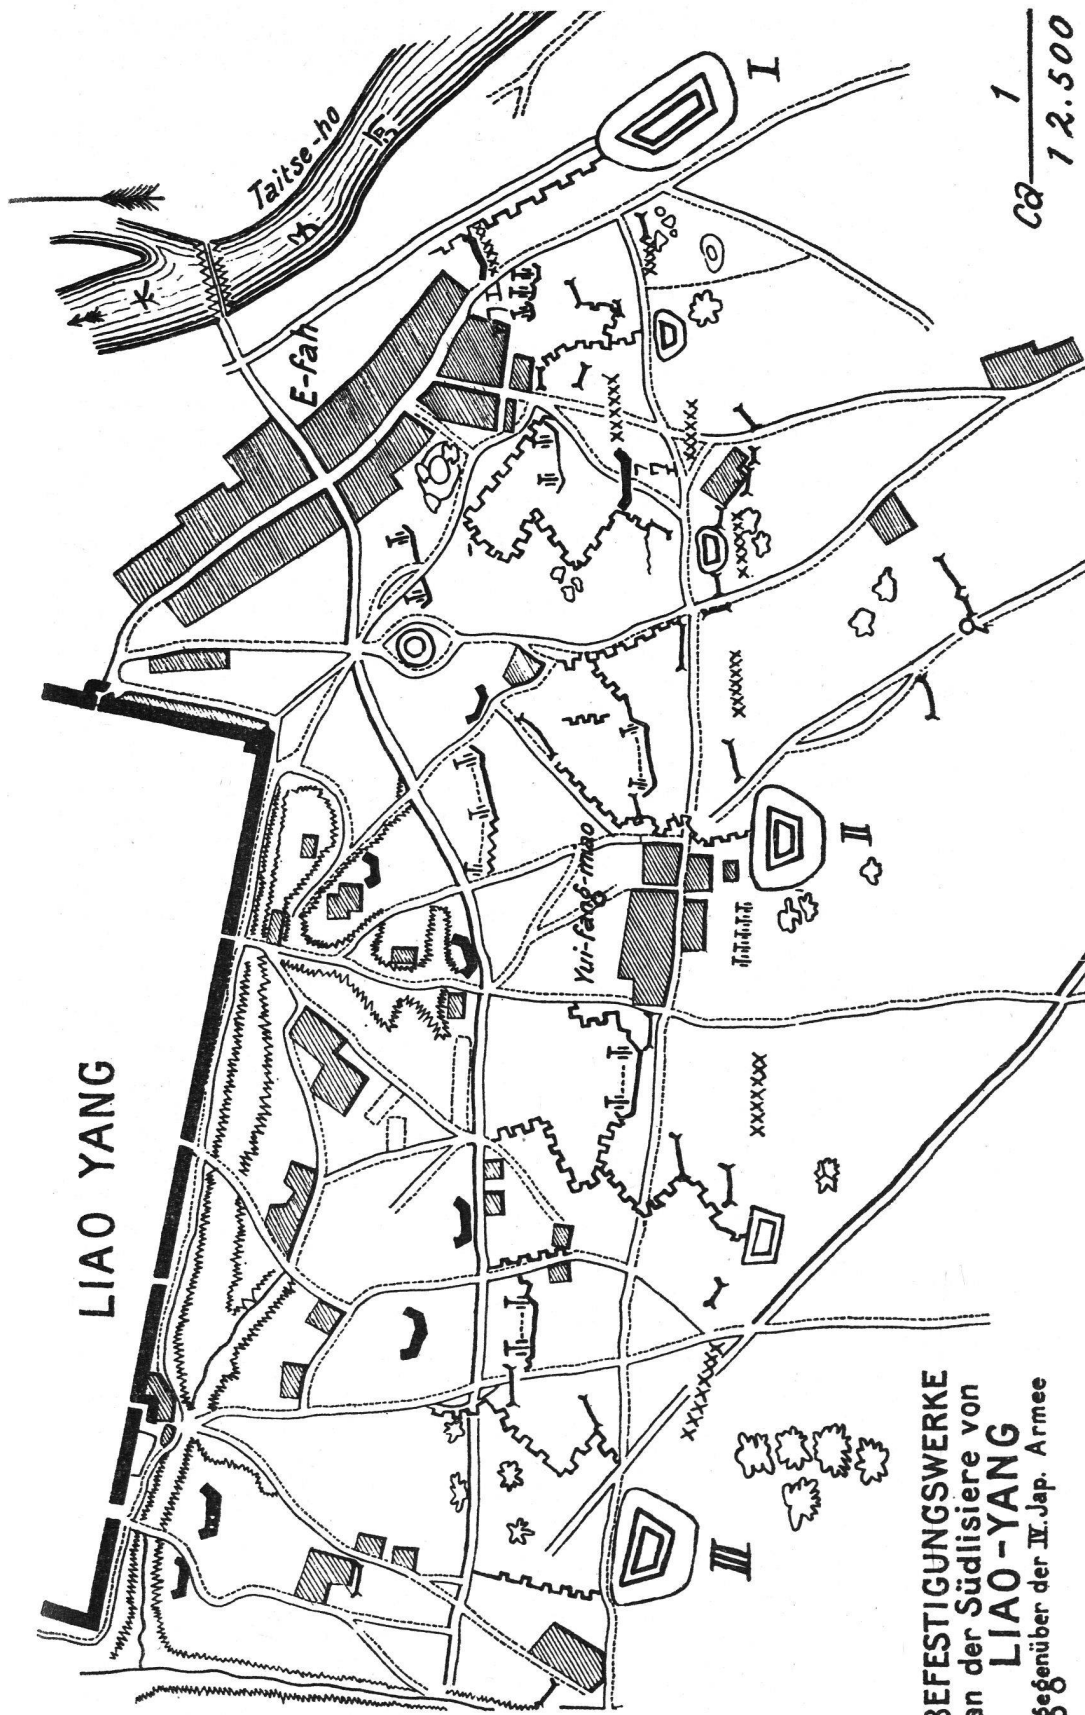 LIAO YANG
Taitse-ho
E-fah
Yui-fang-miao
I
II
III
BEFESTIGUNGSWERKE
an der Südlisiere von
LIAO-YANG
gegenüber der IV. Jap. Armee
Ca 1
12.500